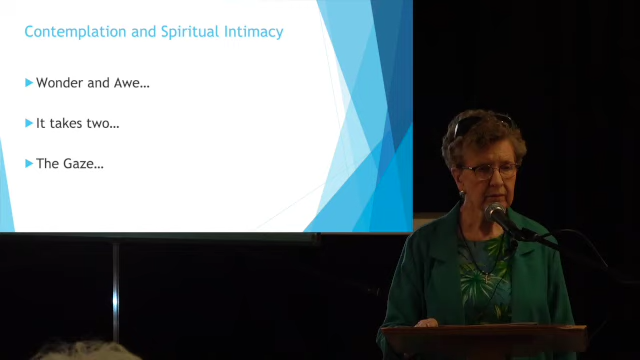 Contemplation and Spiritual Intimacy
Wonder and Awe…
It takes two…
The Gaze…